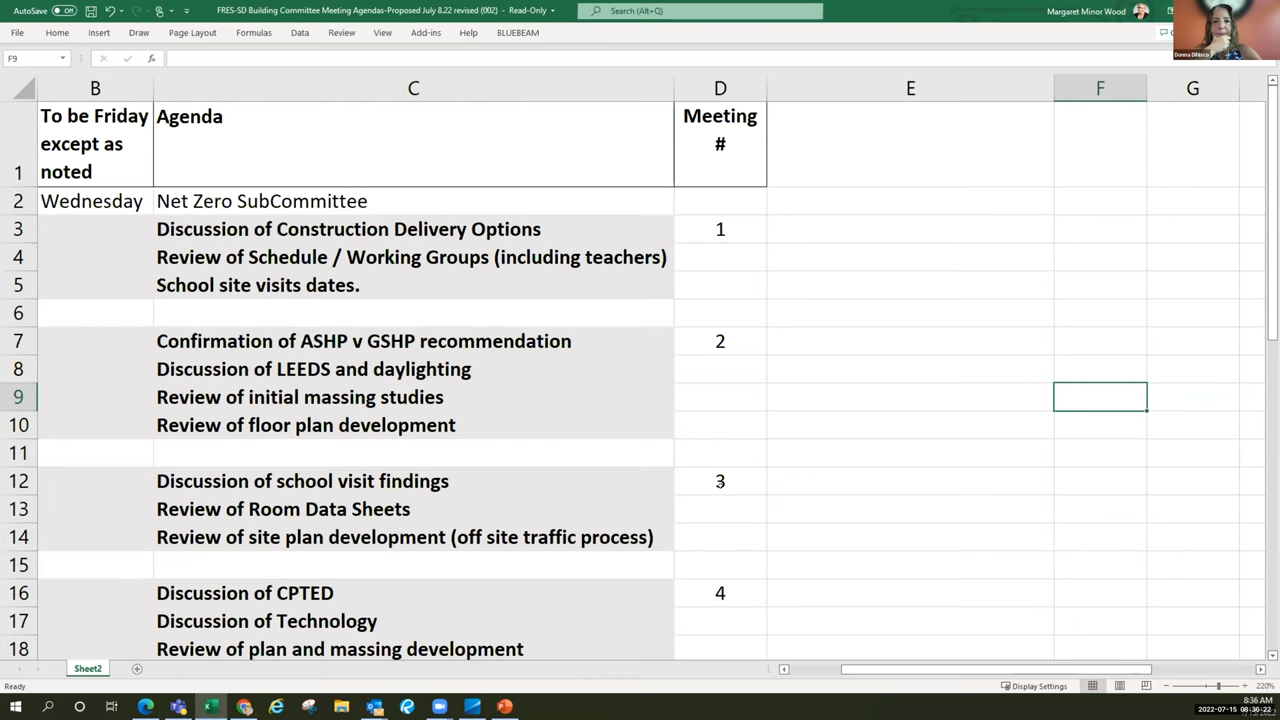 AutoSave Off FRES-SD Building Committee Meeting Agendas-Proposed July 8.22 revised (002) - Read-Only Search (Alt+Q) Margaret Minor Wood
Donna DiNisco
File Home Insert Draw Page Layout Formulas Data Review View Add-ins Help BLUEBEAM
F9 fx
B C D E F G
1 To be Friday except as noted Agenda Meeting #
2 Wednesday Net Zero SubCommittee
3 Discussion of Construction Delivery Options 1
4 Review of Schedule / Working Groups (including teachers)
5 School site visits dates.
6
7 Confirmation of ASHP v GSHP recommendation 2
8 Discussion of LEEDS and daylighting
9 Review of initial massing studies
10 Review of floor plan development
11
12 Discussion of school visit findings 3
13 Review of Room Data Sheets
14 Review of site plan development (off site traffic process)
15
16 Discussion of CPTED 4
17 Discussion of Technology
18 Review of plan and massing development
Sheet2
Ready Display Settings 220%
8:36 AM
2022-07-15 08:36:22